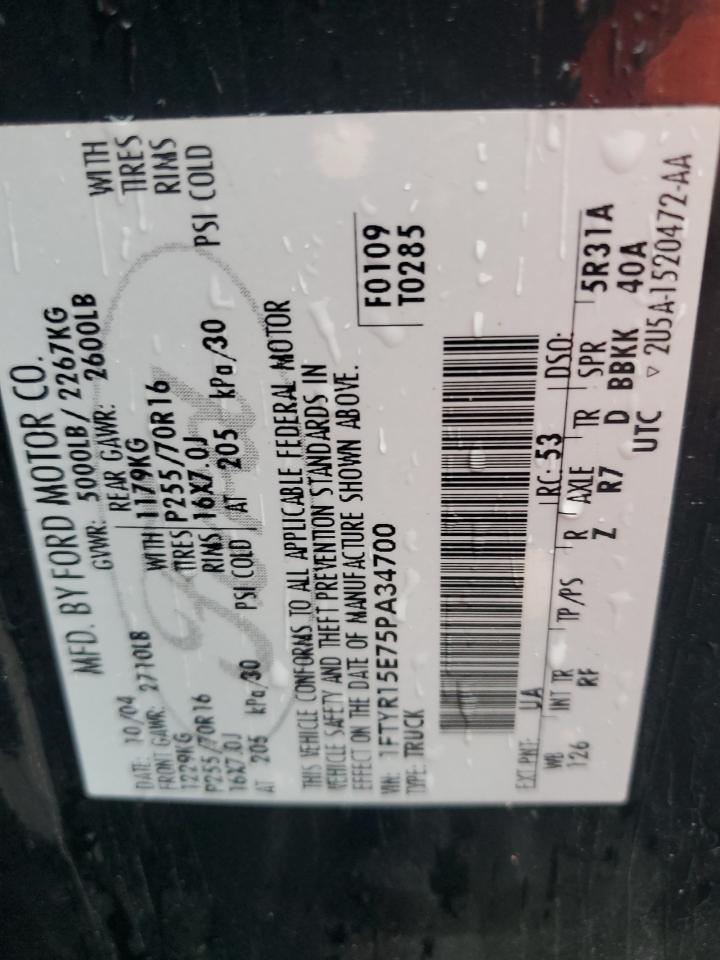 MFD. BY FORD MOTOR CO.
DATE: 10/04 GVWR: 5000LB/ 2267KG
FRONT GAWR: 2710LB REAR GAWR: 2600LB
1229KG WITH 1179KG WITH
P255/70R16 TIRES P255/70R16 TIRES
16X7.0J RIMS 16X7.0J RIMS
AT 205 kPa/30 PSI COLD AT 205 kPa/30 PSI COLD
THIS VEHICLE CONFORMS TO ALL APPLICABLE FEDERAL MOTOR
VEHICLE SAFETY AND THEFT PREVENTION STANDARDS IN
EFFECT ON THE DATE OF MANUFACTURE SHOWN ABOVE.
VIN: 1FTYR15E75PA34700 F0109
TYPE: TRUCK T0285
EXT PNT: UA RC: 53 DSO:
WB INT TR TP/PS R AXLE TR SPR 5R31A
126 RF Z R7 D BBKK 40A
UTC ▽ 2U5A-1520472-AA